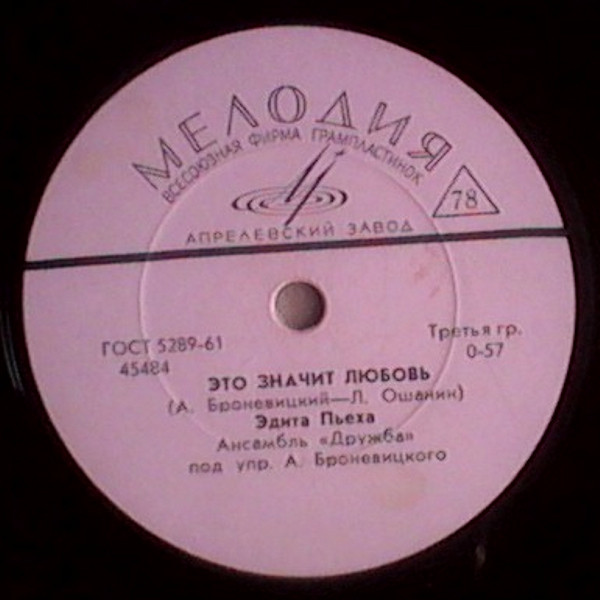 МЕЛОДИЯ
ВСЕСОЮЗНАЯ ФИРМА ГРАМПЛАСТИНОК
78
АПРЕЛЕВСКИЙ ЗАВОД
ГОСТ 5289-61
45484
Третья гр.
0-57
ЭТО ЗНАЧИТ ЛЮБОВЬ
(А. Броневицкий—Л. Ошанин)
Эдита Пьеха
Ансамбль «Дружба»
под упр. А. Броневицкого